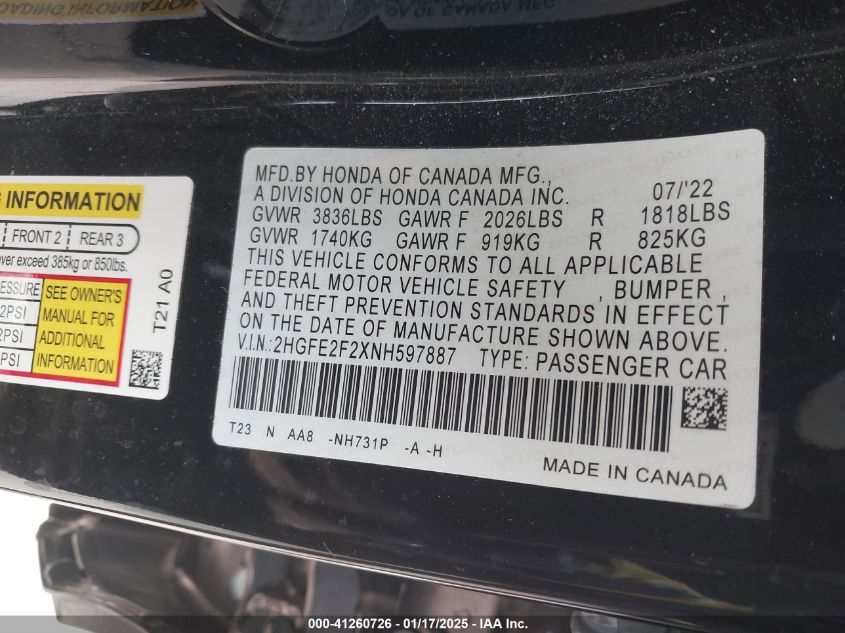 MFD.BY HONDA OF CANADA MFG.,
A DIVISION OF HONDA CANADA INC. 07/'22
GVWR 3836LBS GAWR F 2026LBS R 1818LBS
GVWR 1740KG GAWR F 919KG R 825KG
THIS VEHICLE CONFORMS TO ALL APPLICABLE
FEDERAL MOTOR VEHICLE SAFETY , BUMPER ,
AND THEFT PREVENTION STANDARDS IN EFFECT
ON THE DATE OF MANUFACTURE SHOWN ABOVE.
V.I.N:2HGFE2F2XNH597887 TYPE: PASSENGER CAR
T23 N AA8 -NH731P -A -H
MADE IN CANADA
INFORMATION
FRONT 2 REAR 3
exceed 385kg or 850lbs.
SEE OWNER'S
MANUAL FOR
ADDITIONAL
INFORMATION
T21 A0
000-41260726 - 01/17/2025 - IAA Inc.